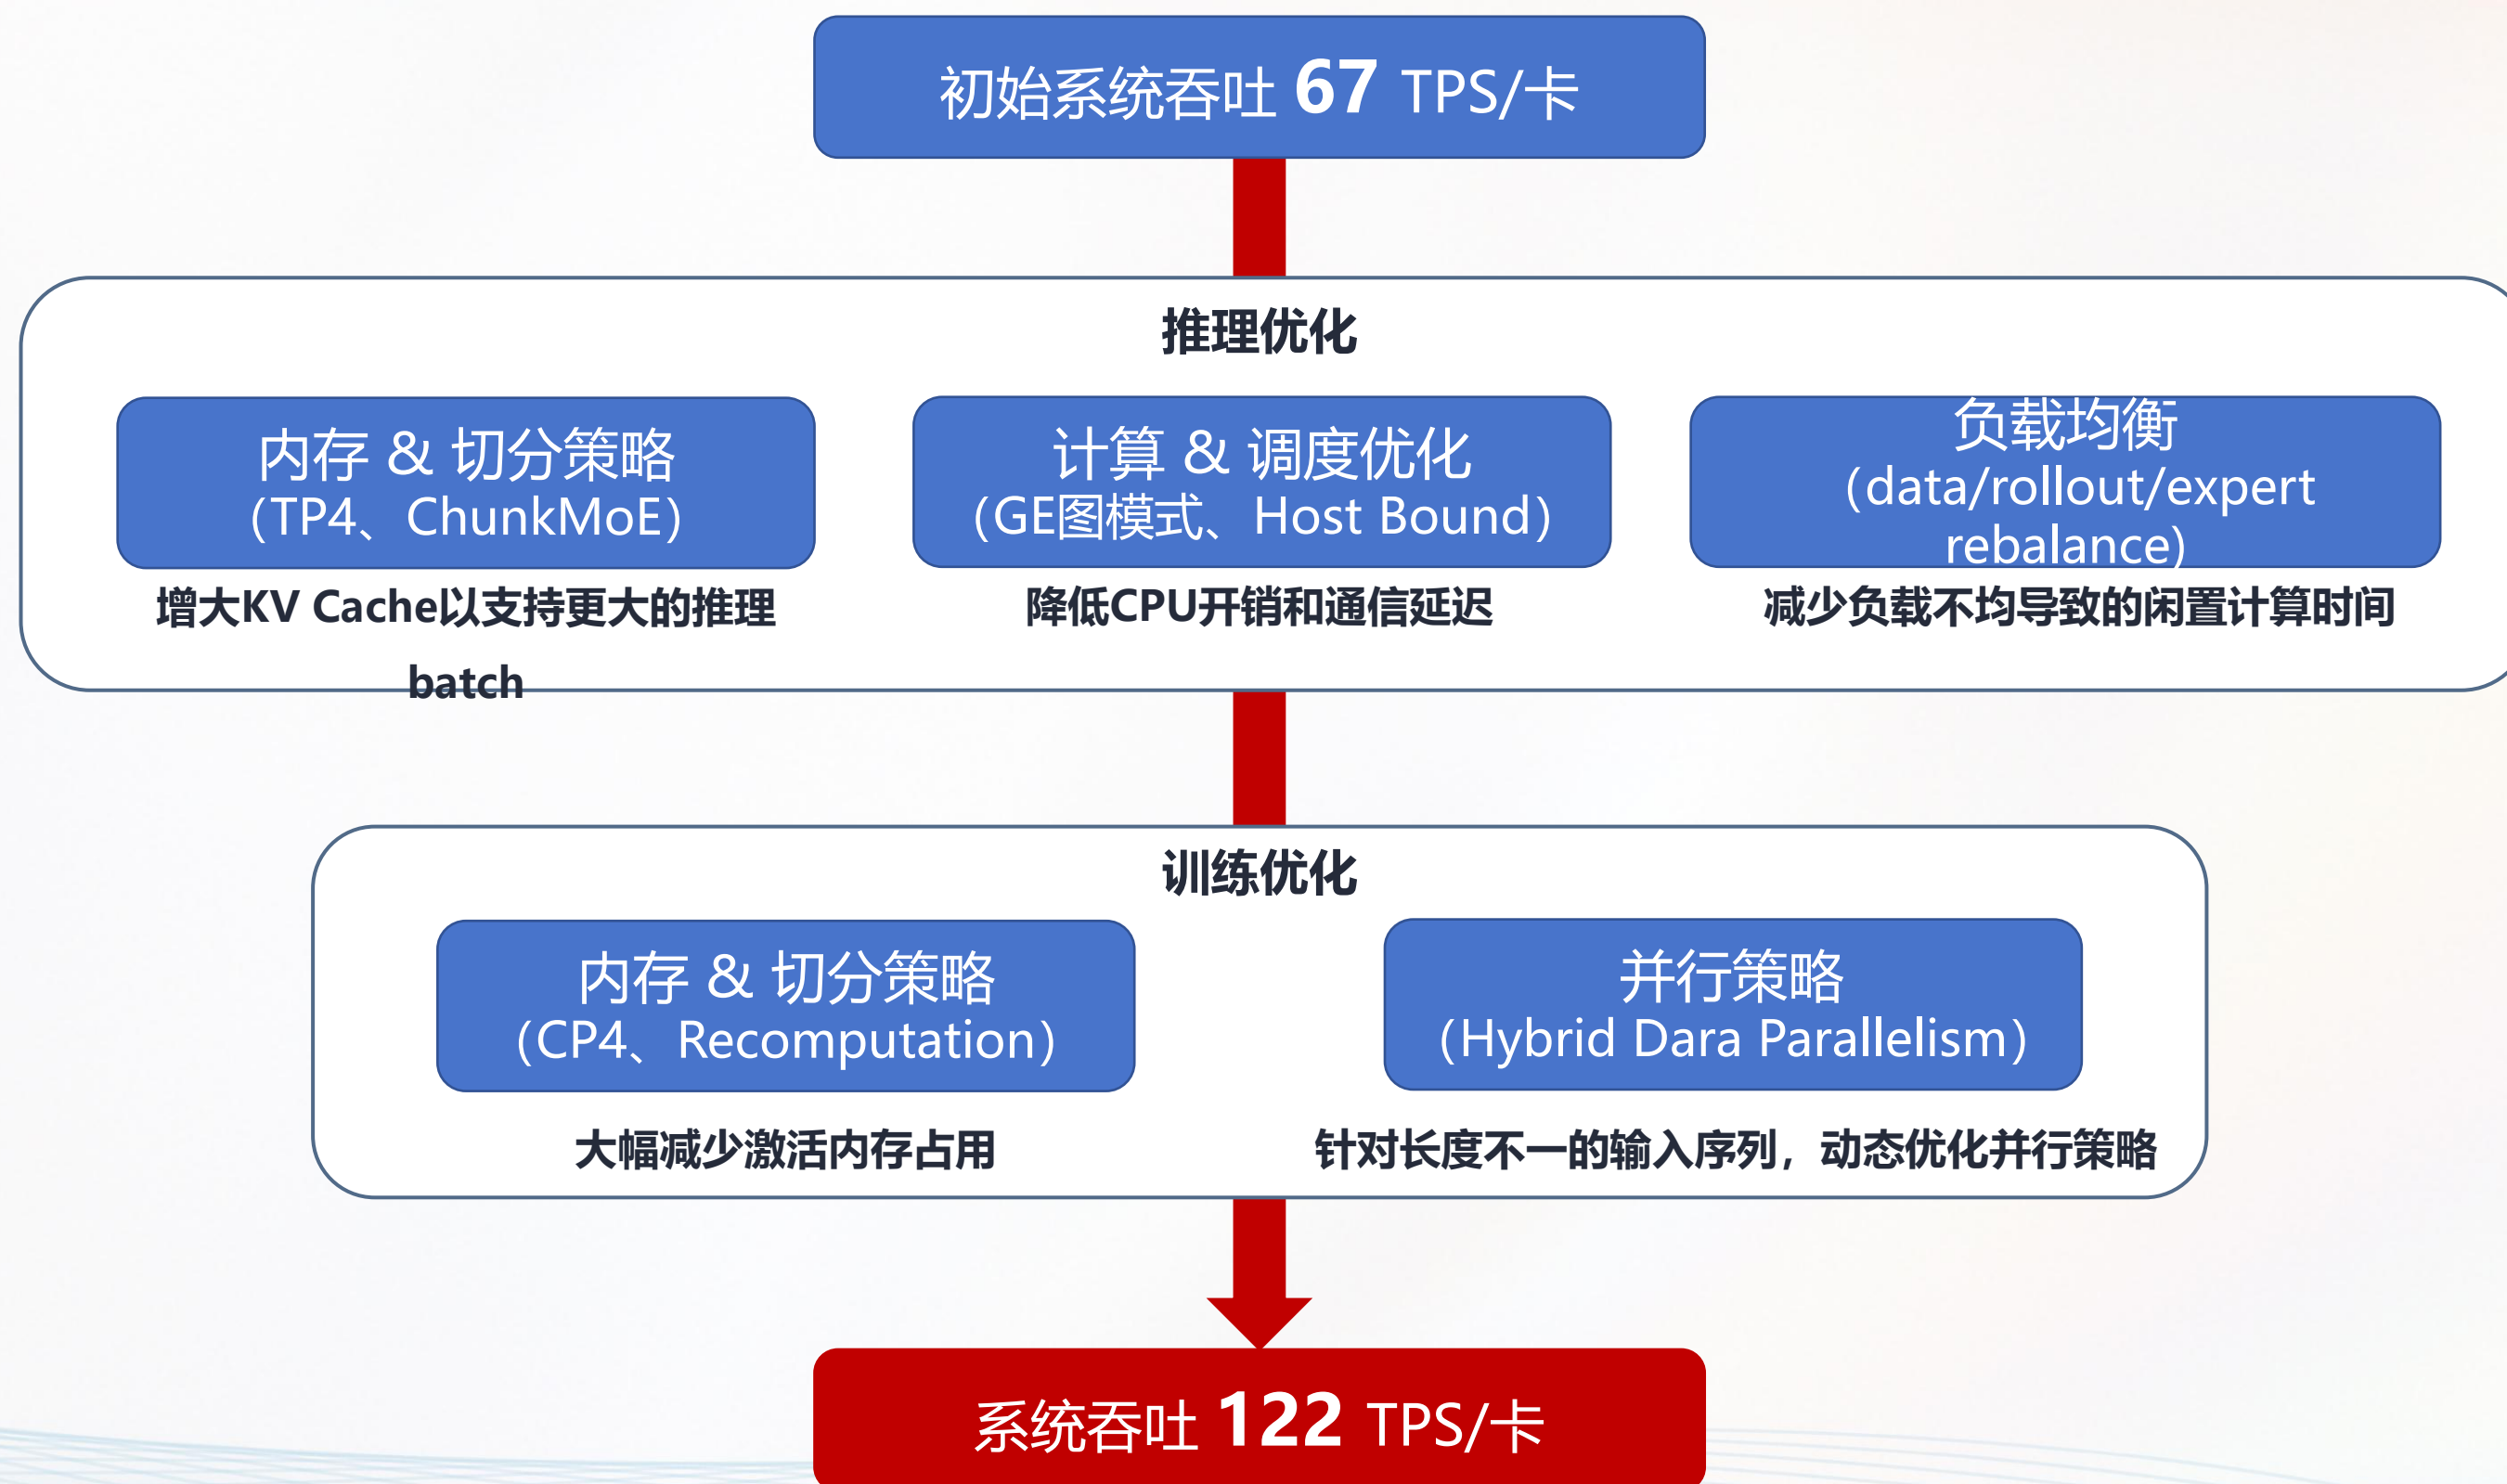 初始系统吞吐 67 TPS/卡
推理优化
内存 & 切分策略
（TP4、ChunkMoE）
增大KV Cache以支持更大的推理
batch
计算 & 调度优化
（GE图模式、Host Bound）
降低CPU开销和通信延迟
负载均衡
（data/rollout/expert
rebalance）
减少负载不均导致的闲置计算时间
训练优化
内存 & 切分策略
（CP4、Recomputation）
大幅减少激活内存占用
并行策略
（Hybrid Dara Parallelism）
针对长度不一的输入序列，动态优化并行策略
系统吞吐 122 TPS/卡